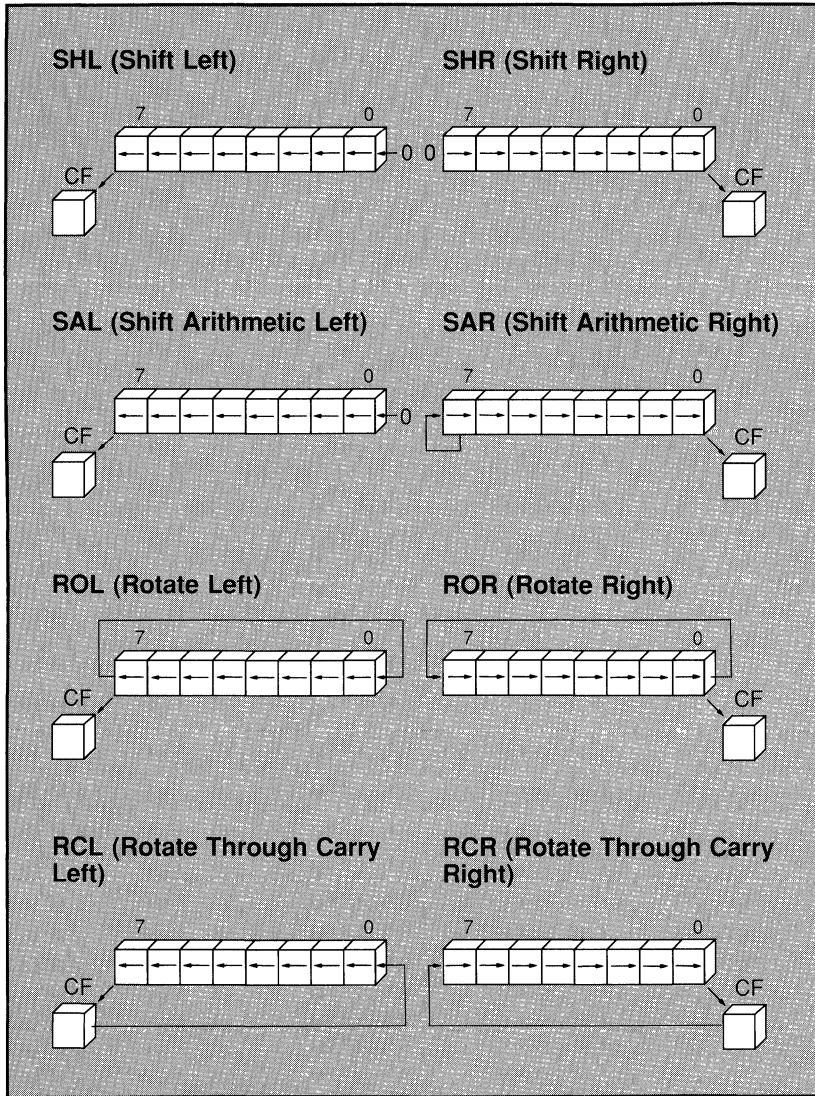 SHL (Shift Left)
7 0
0
CF
SHR (Shift Right)
7 0
0
CF
SAL (Shift Arithmetic Left)
7 0
0
CF
SAR (Shift Arithmetic Right)
7 0
CF
ROL (Rotate Left)
7 0
CF
ROR (Rotate Right)
7 0
CF
RCL (Rotate Through Carry
Left)
7 0
CF
RCR (Rotate Through Carry
Right)
7 0
CF